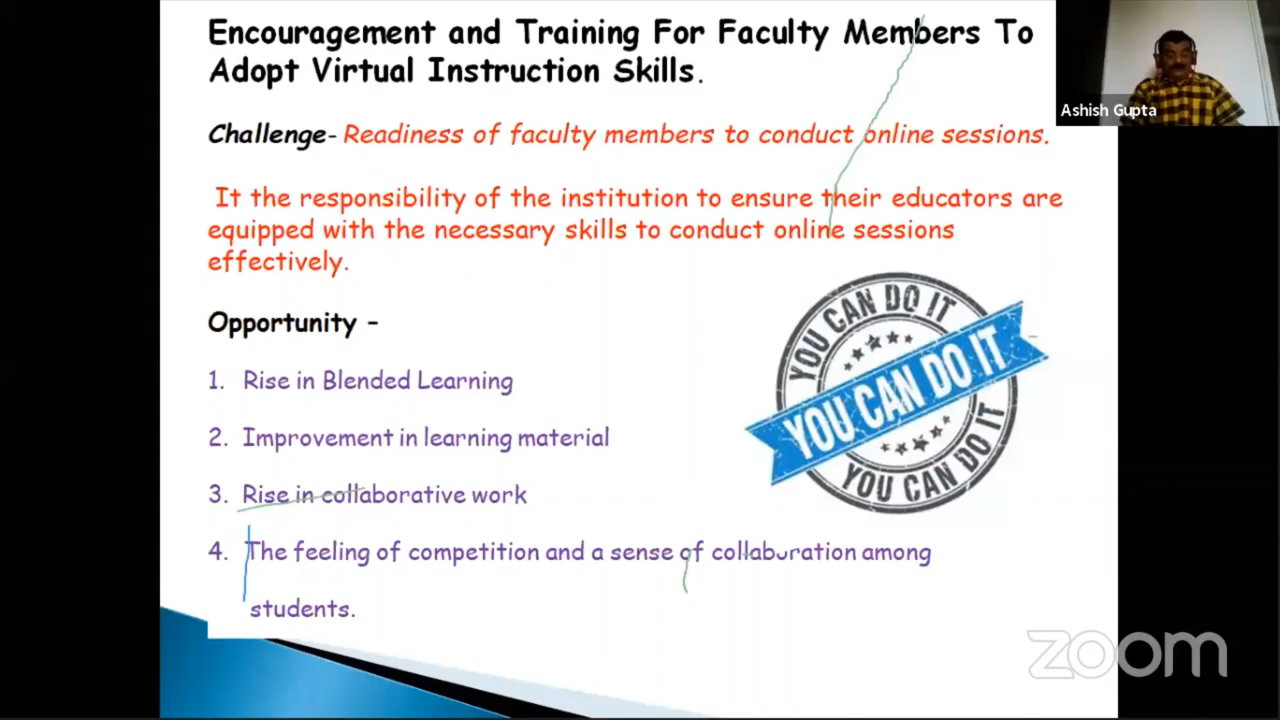 Encouragement and Training For Faculty Members To
Adopt Virtual Instruction Skills.
Challenge- Readiness of faculty members to conduct online sessions.
It the responsibility of the institution to ensure their educators are
equipped with the necessary skills to conduct online sessions
effectively.
Opportunity –
1. Rise in Blended Learning
2. Improvement in learning material
3. Rise in collaborative work
4. The feeling of competition and a sense of collaboration among
students.
YOU CAN DO IT
YOU CAN DO IT
YOU CAN DO IT
Ashish Gupta
zoom